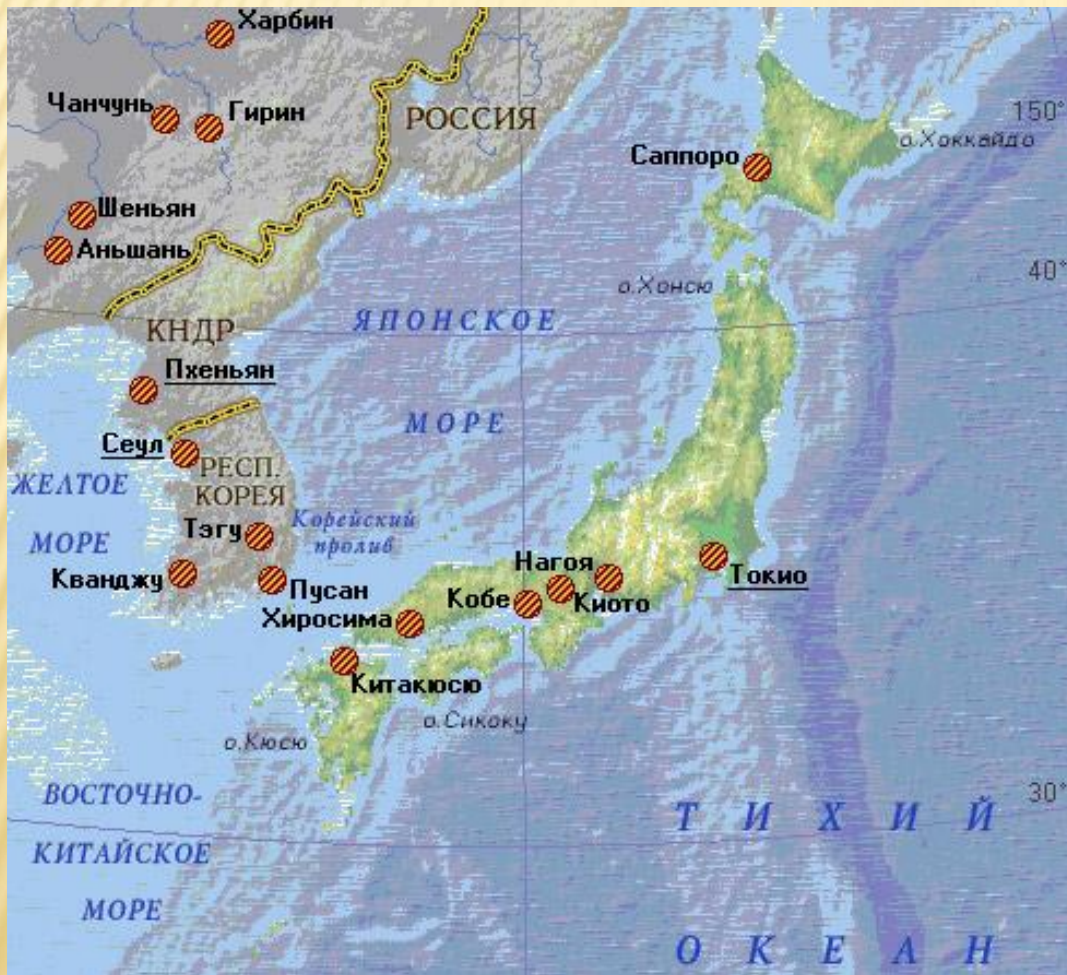 Харбин
Чанчунь
Гирин
РОССИЯ
150°
о.Хоккайдо
Саппоро
Шеньян
Аньшань
40°
о.Хонсю
КНДР
ЯПОНСКОЕ
МОРЕ
Пхеньян
Сеул
РЕСП.
КОРЕЯ
ЖЕЛТОЕ
МОРЕ
Тэгу
Корейский
пролив
Кванджу
Пусан
Нагоя
Токио
Кобе
Киото
Хиросима
Китакюсю
о.Сикоку
о.Кюсю
30°
ВОСТОЧНО-
КИТАЙСКОЕ
МОРЕ
ТИХИЙ
ОКЕАН